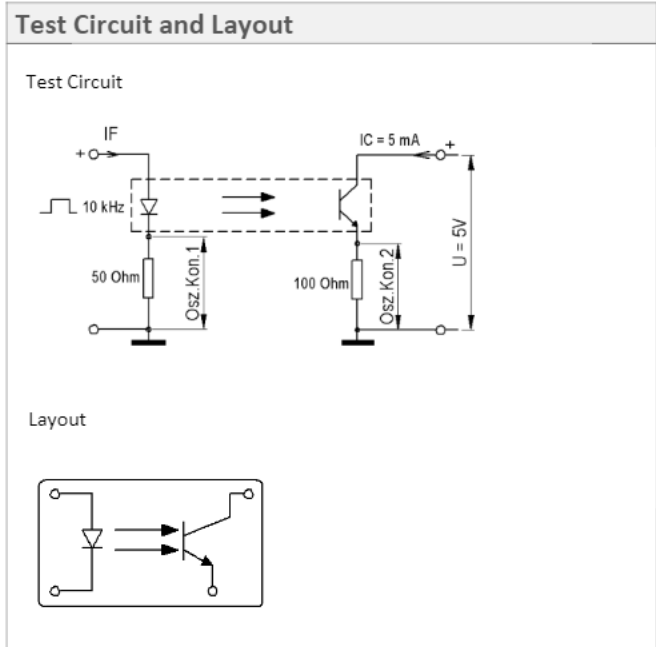 Test Circuit and Layout
Test Circuit
IF
IC = 5 mA
+
+
10 kHz
50 Ohm
Osz.Kon.1
100 Ohm
Osz.Kon.2
U = 5V
Layout